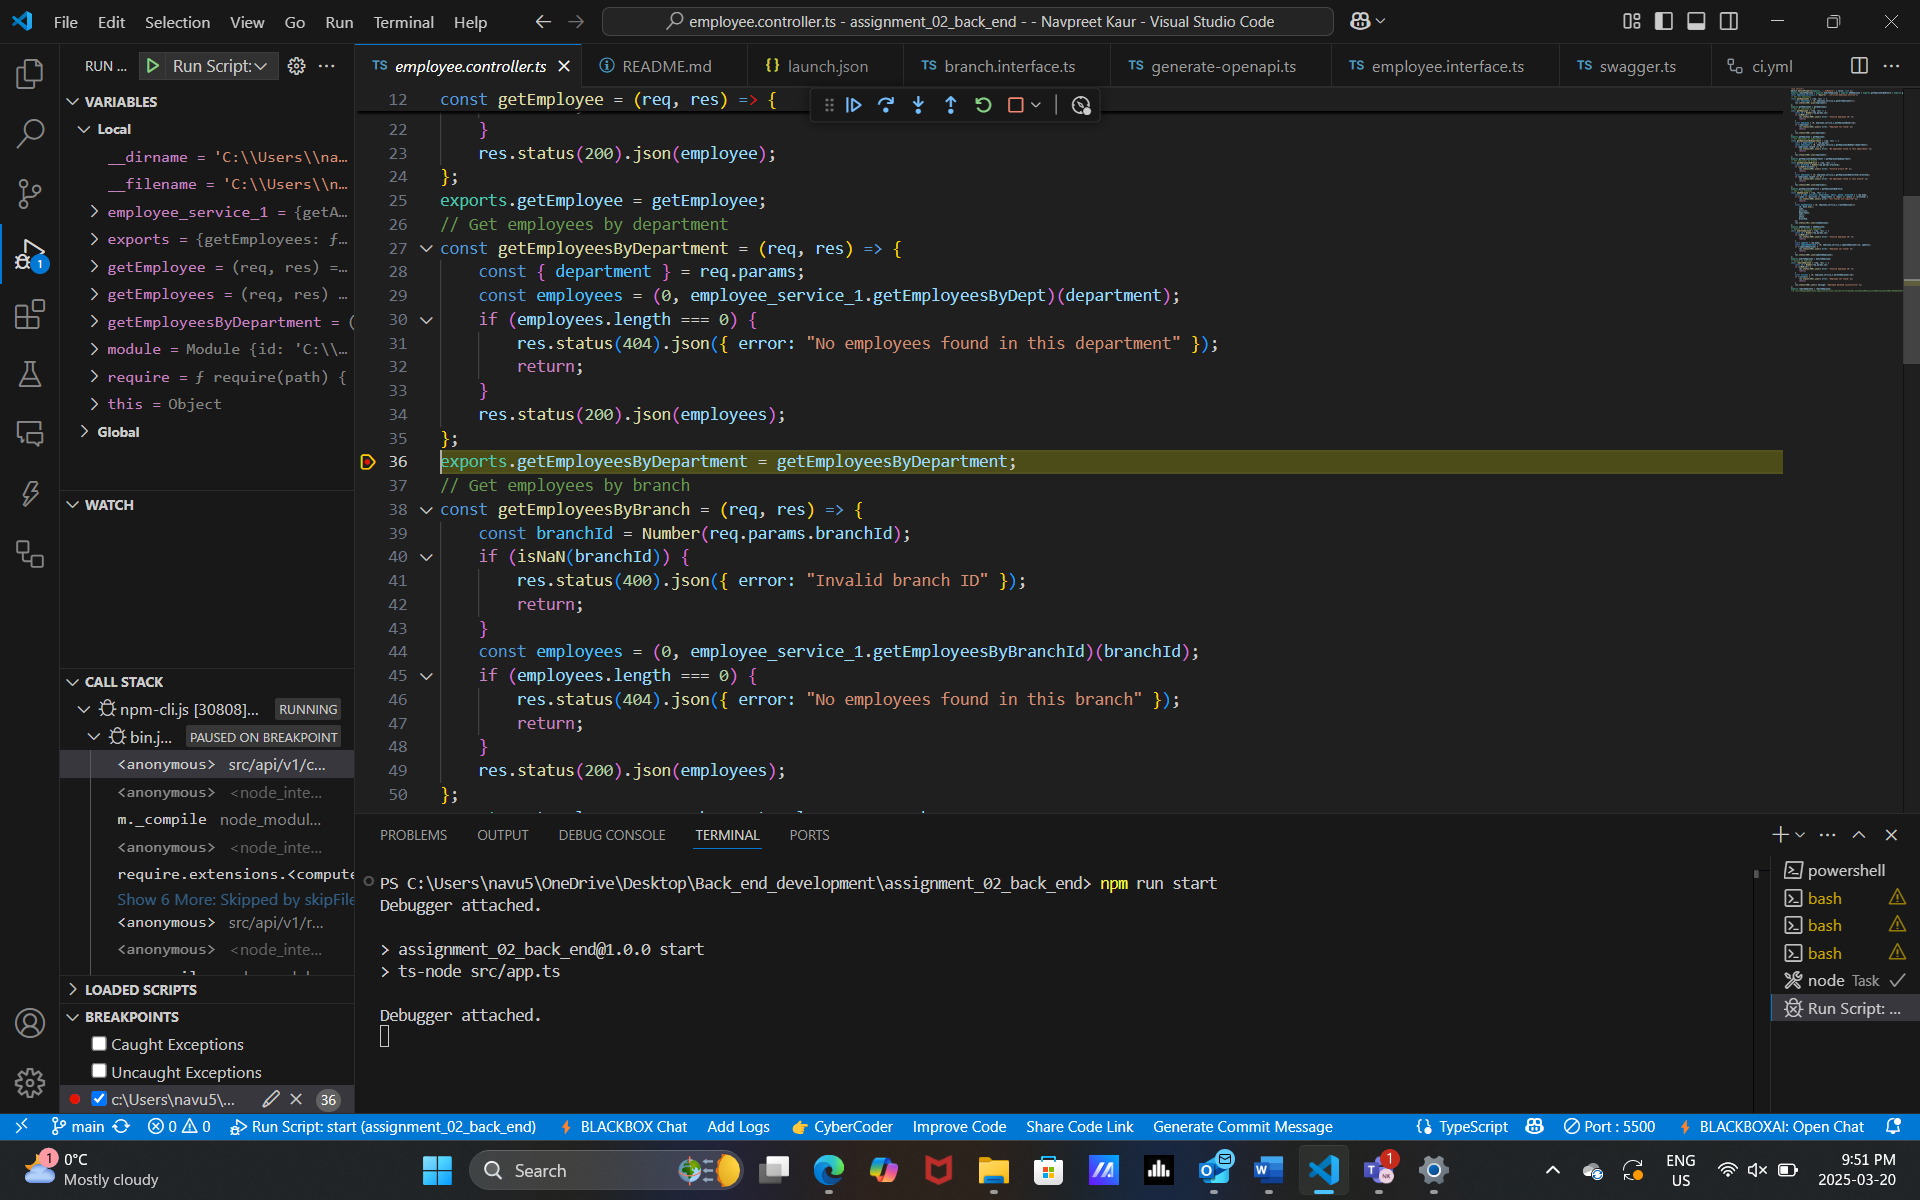 File Edit Selection View Go Run Terminal Help
employee.controller.ts - assignment_02_back_end - - Navpreet Kaur - Visual Studio Code
RUN ... Run Script: ...
TS employee.controller.ts
README.md
{} launch.json
TS branch.interface.ts
TS generate-openapi.ts
TS employee.interface.ts
TS swagger.ts
ci.yml
VARIABLES
Local
__dirname = 'C:\\Users\\na...
__filename = 'C:\\Users\\n...
employee_service_1 = {getA...
exports = {getEmployees: ƒ...
getEmployee = (req, res) =...
getEmployees = (req, res) ...
getEmployeesByDepartment = (
module = Module {id: 'C:\\...
require = ƒ require(path) {
this = Object
Global
WATCH
CALL STACK
npm-cli.js [30808]... RUNNING
bin.j... PAUSED ON BREAKPOINT
<anonymous> src/api/v1/c...
<anonymous> <node_inte...
m._compile node_modul...
<anonymous> <node_inte...
require.extensions.<compute
Show 6 More: Skipped by skipFile
<anonymous> src/api/v1/r...
<anonymous> <node_inte...
LOADED SCRIPTS
BREAKPOINTS
Caught Exceptions
Uncaught Exceptions
c:\Users\navu5\... 36
1
12 const getEmployee = (req, res) => {
22 }
23 res.status(200).json(employee);
24 };
25 exports.getEmployee = getEmployee;
26 // Get employees by department
27 const getEmployeesByDepartment = (req, res) => {
28 const { department } = req.params;
29 const employees = (0, employee_service_1.getEmployeesByDept)(department);
30 if (employees.length === 0) {
31 res.status(404).json({ error: "No employees found in this department" });
32 return;
33 }
34 res.status(200).json(employees);
35 };
36 exports.getEmployeesByDepartment = getEmployeesByDepartment;
37 // Get employees by branch
38 const getEmployeesByBranch = (req, res) => {
39 const branchId = Number(req.params.branchId);
40 if (isNaN(branchId)) {
41 res.status(400).json({ error: "Invalid branch ID" });
42 return;
43 }
44 const employees = (0, employee_service_1.getEmployeesByBranchId)(branchId);
45 if (employees.length === 0) {
46 res.status(404).json({ error: "No employees found in this branch" });
47 return;
48 }
49 res.status(200).json(employees);
50 };
PROBLEMS OUTPUT DEBUG CONSOLE TERMINAL PORTS
PS C:\Users\navu5\OneDrive\Desktop\Back_end_development\assignment_02_back_end> npm run start
Debugger attached.
> assignment_02_back_end@1.0.0 start
> ts-node src/app.ts
Debugger attached.
powershell
bash
bash
bash
node Task
Run Script: ...
main 0 0 Run Script: start (assignment_02_back_end) BLACKBOX Chat Add Logs CyberCoder Improve Code Share Code Link Generate Commit Message {} TypeScript Port : 5500 BLACKBOXAI: Open Chat
1 0°C
Mostly cloudy
Search
1
ENG
US
9:51 PM
2025-03-20